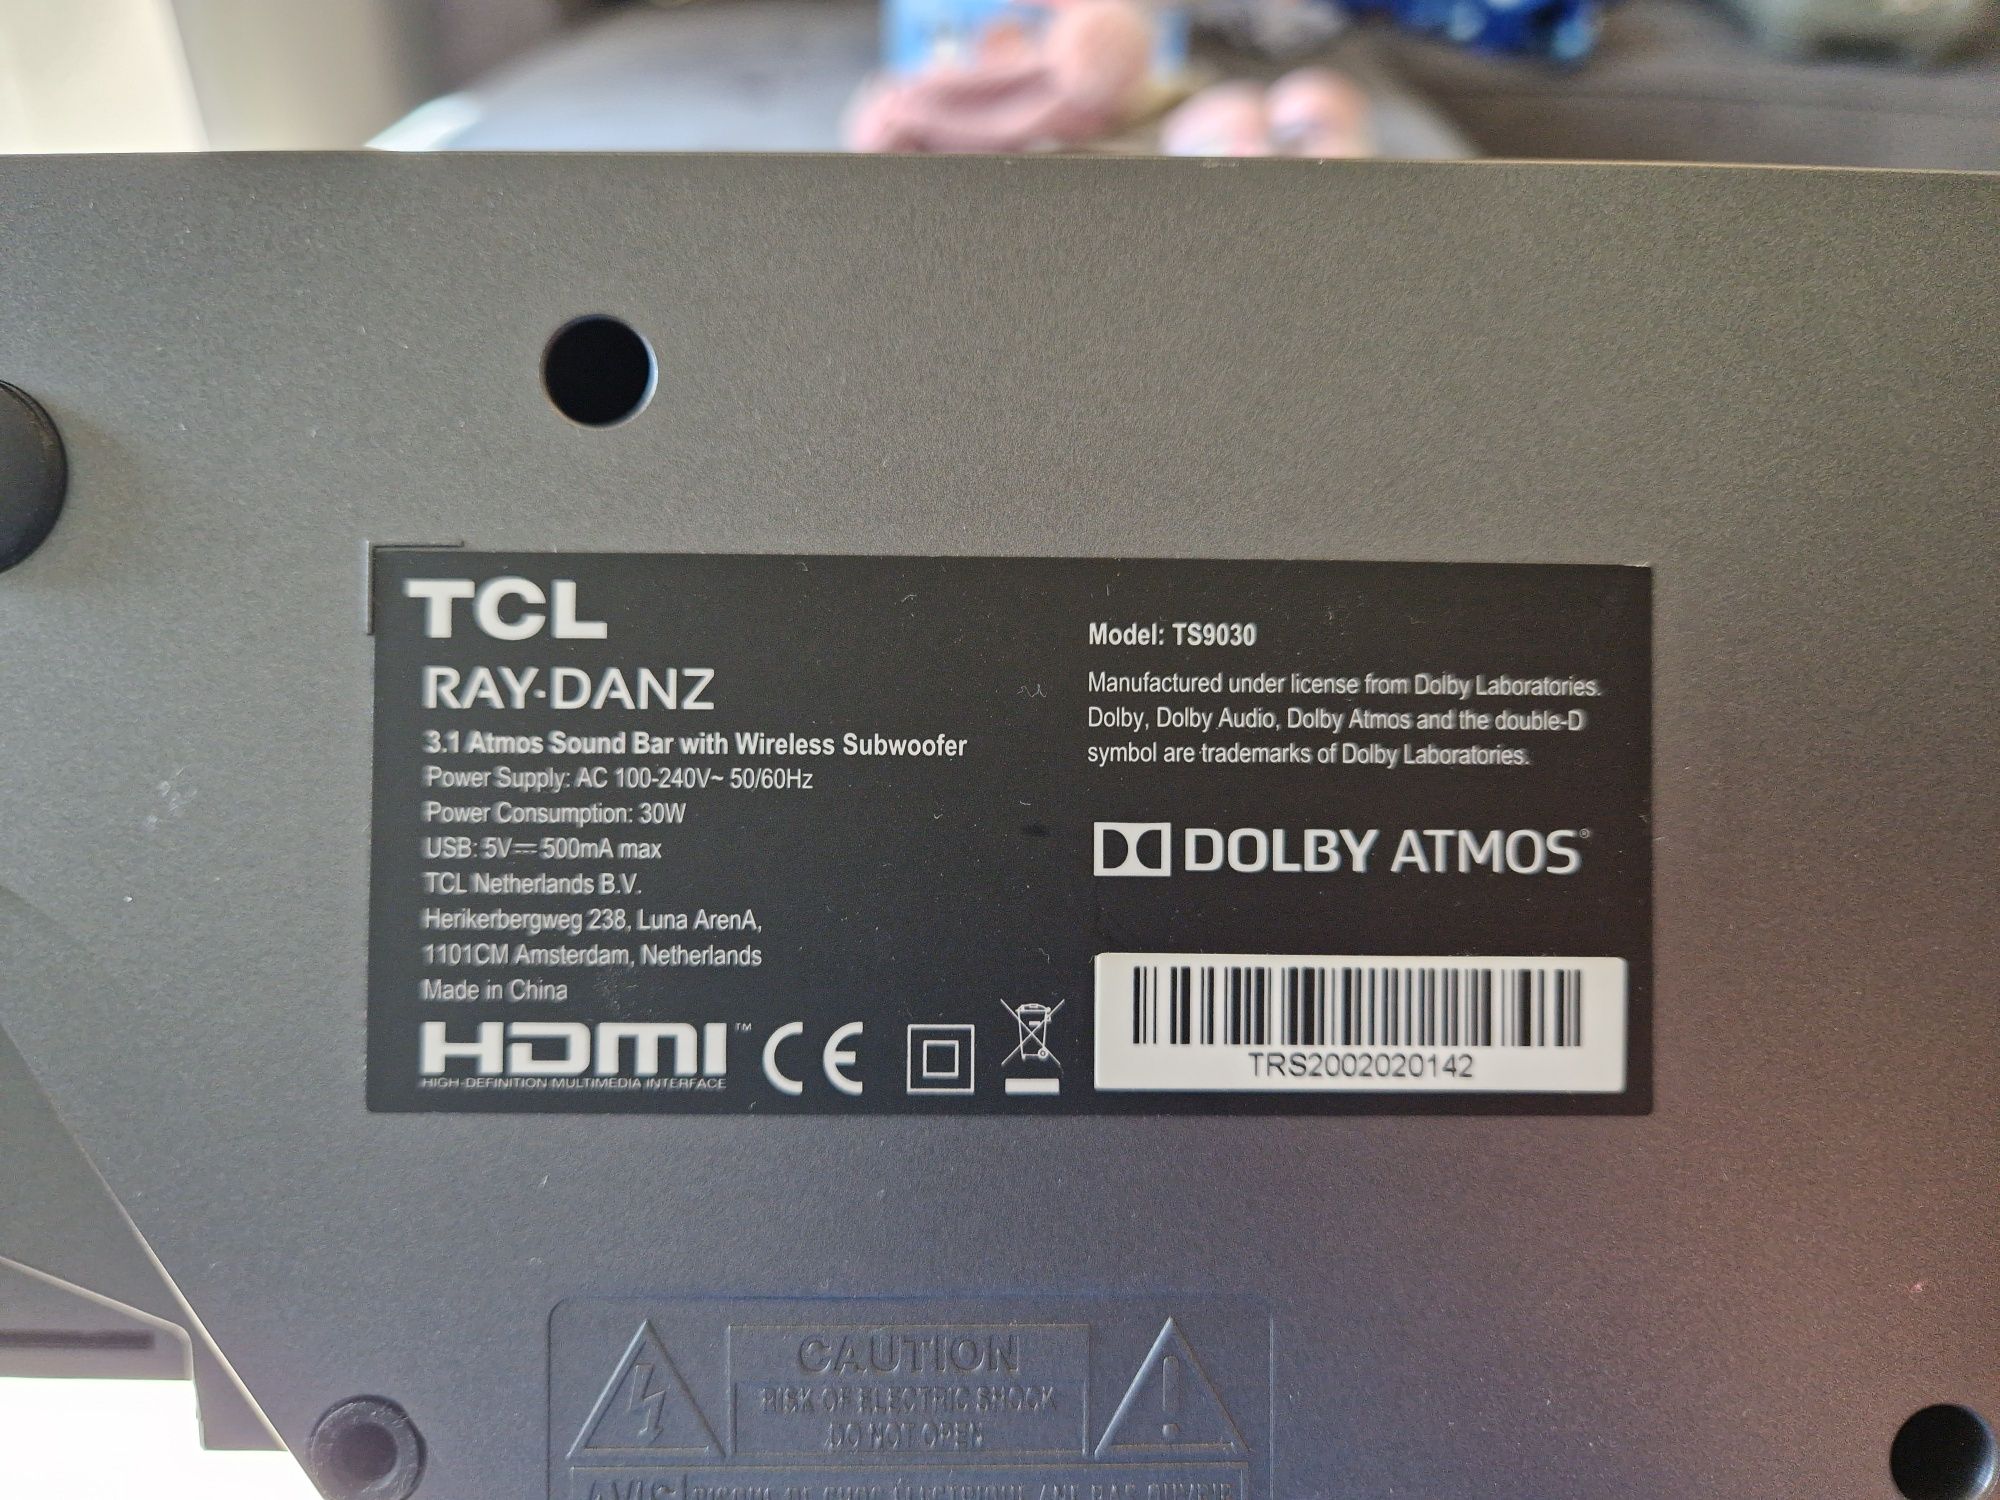 TCL
RAY·DANZ
3.1 Atmos Sound Bar with Wireless Subwoofer
Power Supply: AC 100-240V~ 50/60Hz
Power Consumption: 30W
USB: 5V⎓500mA max
TCL Netherlands B.V.
Herikerbergweg 238, Luna ArenA,
1101CM Amsterdam, Netherlands
Made in China
HDMI™
HIGH-DEFINITION MULTIMEDIA INTERFACE
CE
Model: TS9030
Manufactured under license from Dolby Laboratories.
Dolby, Dolby Audio, Dolby Atmos and the double-D
symbol are trademarks of Dolby Laboratories.
DOLBY ATMOS®
TRS2002020142
CAUTION
RISK OF ELECTRIC SHOCK
DO NOT OPEN
AVIS